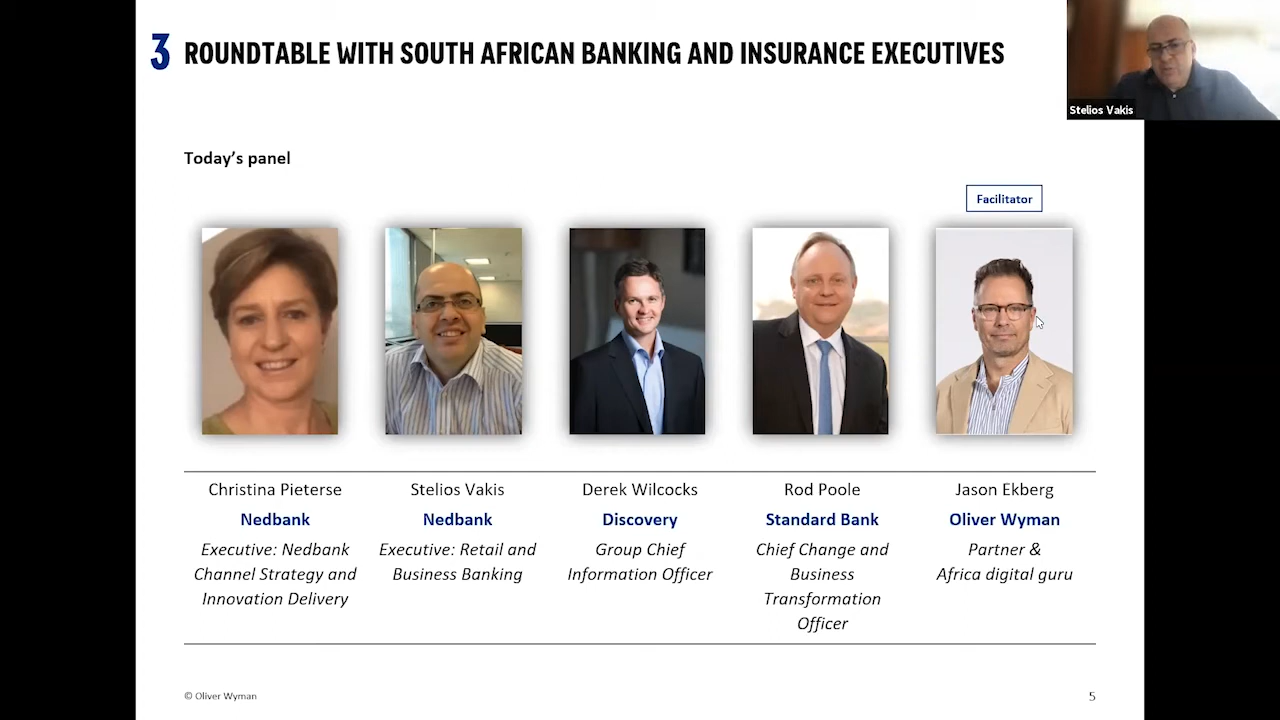 3 ROUNDTABLE WITH SOUTH AFRICAN BANKING AND INSURANCE EXECUTIVES
Stelios Vakis
Today's panel
Facilitator
Christina Pieterse
Nedbank
Executive: Nedbank
Channel Strategy and
Innovation Delivery
Stelios Vakis
Nedbank
Executive: Retail and
Business Banking
Derek Wilcocks
Discovery
Group Chief
Information Officer
Rod Poole
Standard Bank
Chief Change and
Business
Transformation
Officer
Jason Ekberg
Oliver Wyman
Partner &
Africa digital guru
© Oliver Wyman
5